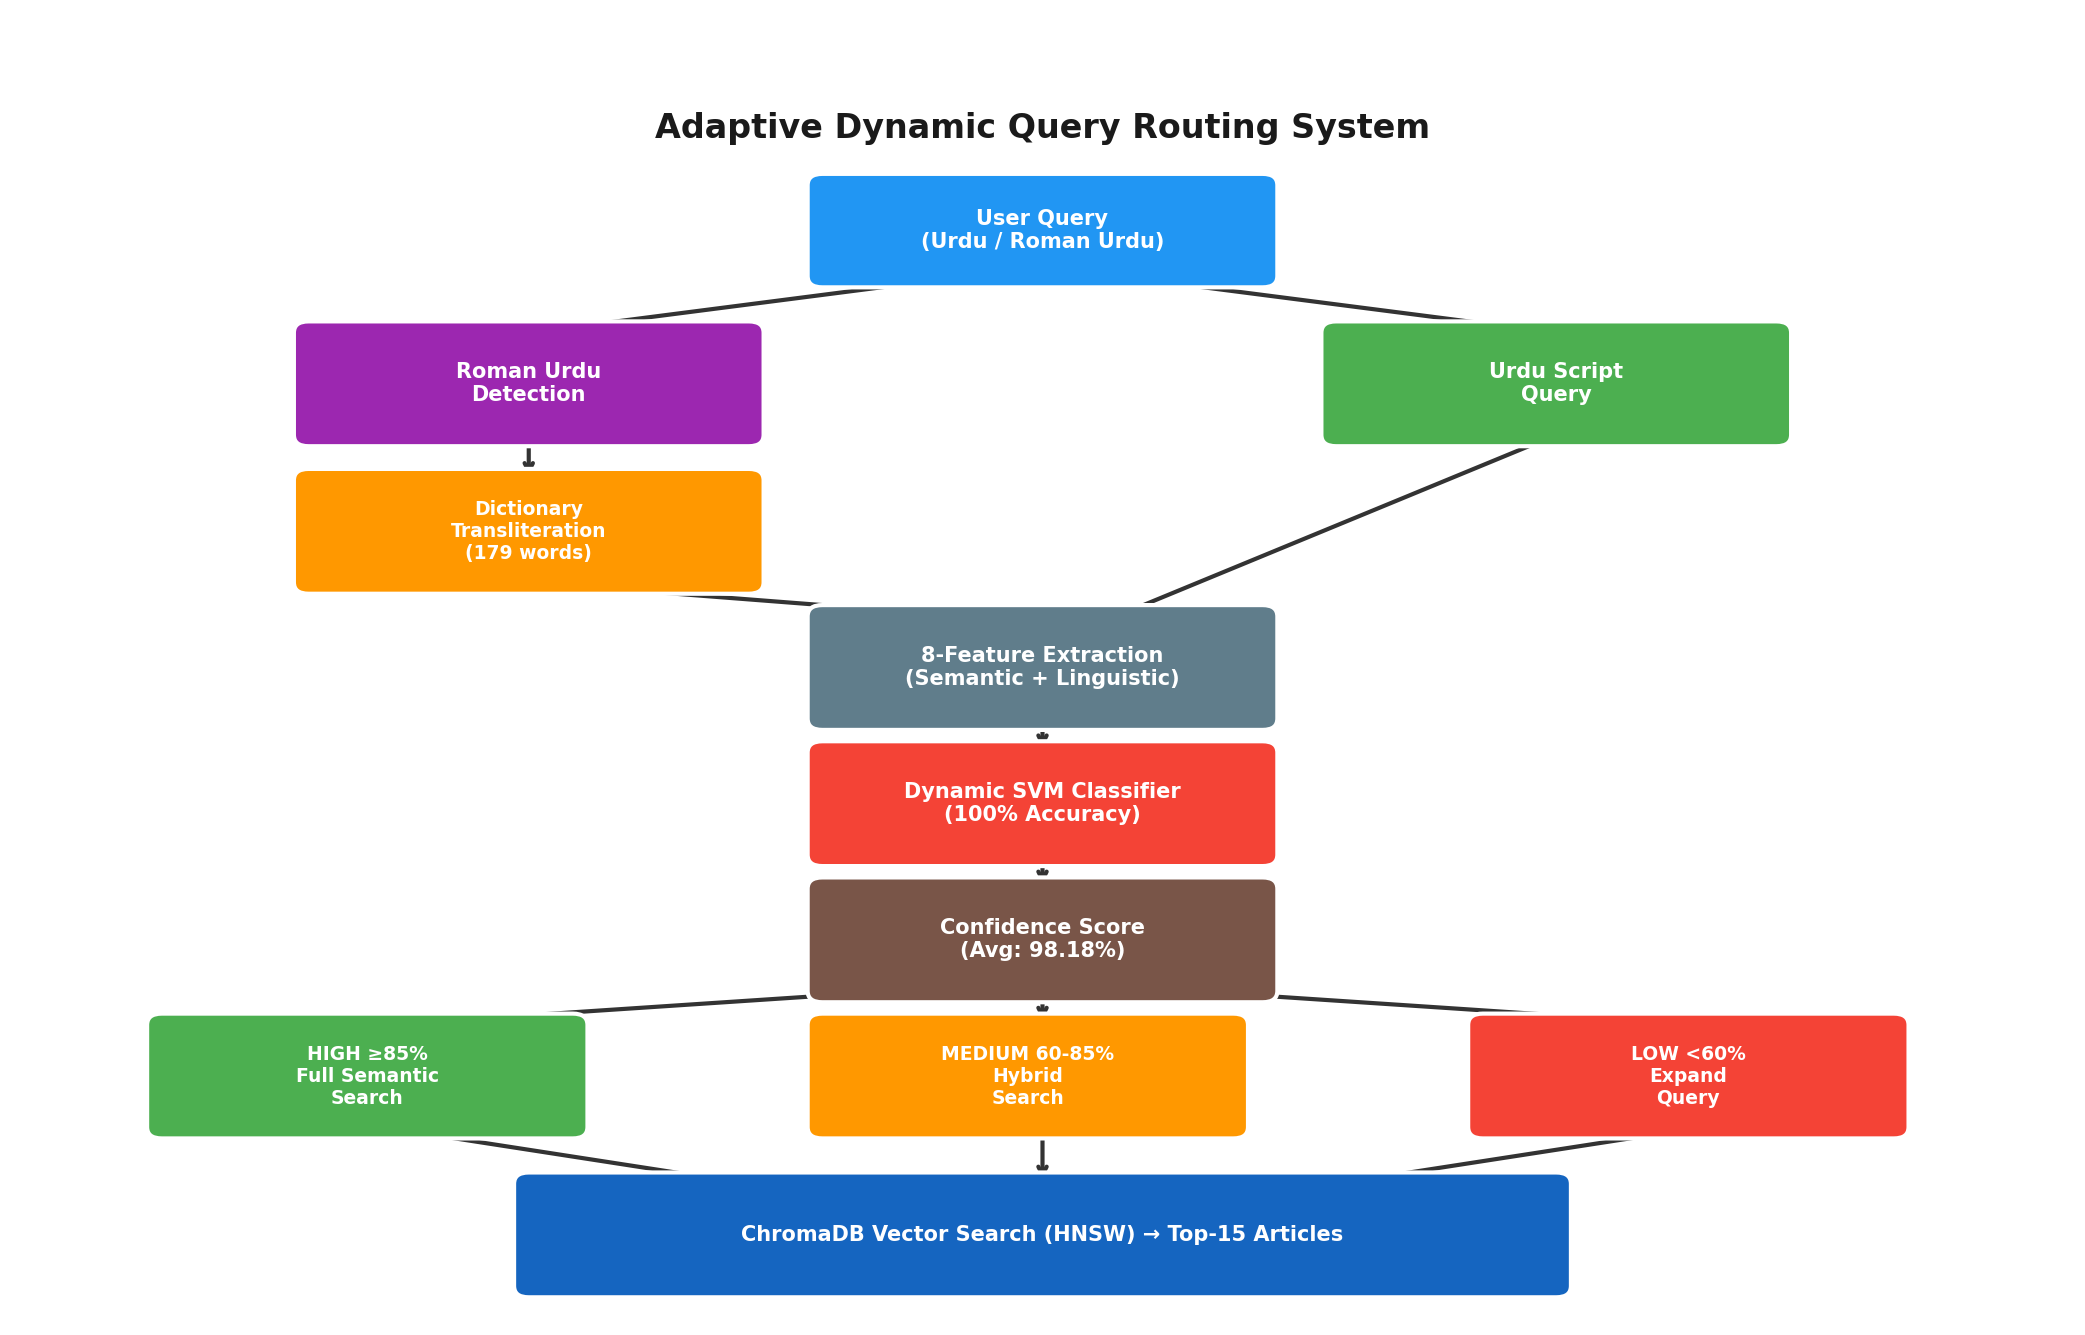 Adaptive Dynamic Query Routing System
User Query
(Urdu / Roman Urdu)
Roman Urdu
Detection
Urdu Script
Query
Dictionary
Transliteration
(179 words)
8-Feature Extraction
(Semantic + Linguistic)
Dynamic SVM Classifier
(100% Accuracy)
Confidence Score
(Avg: 98.18%)
HIGH ≥85%
Full Semantic
Search
MEDIUM 60-85%
Hybrid
Search
LOW <60%
Expand
Query
ChromaDB Vector Search (HNSW) → Top-15 Articles